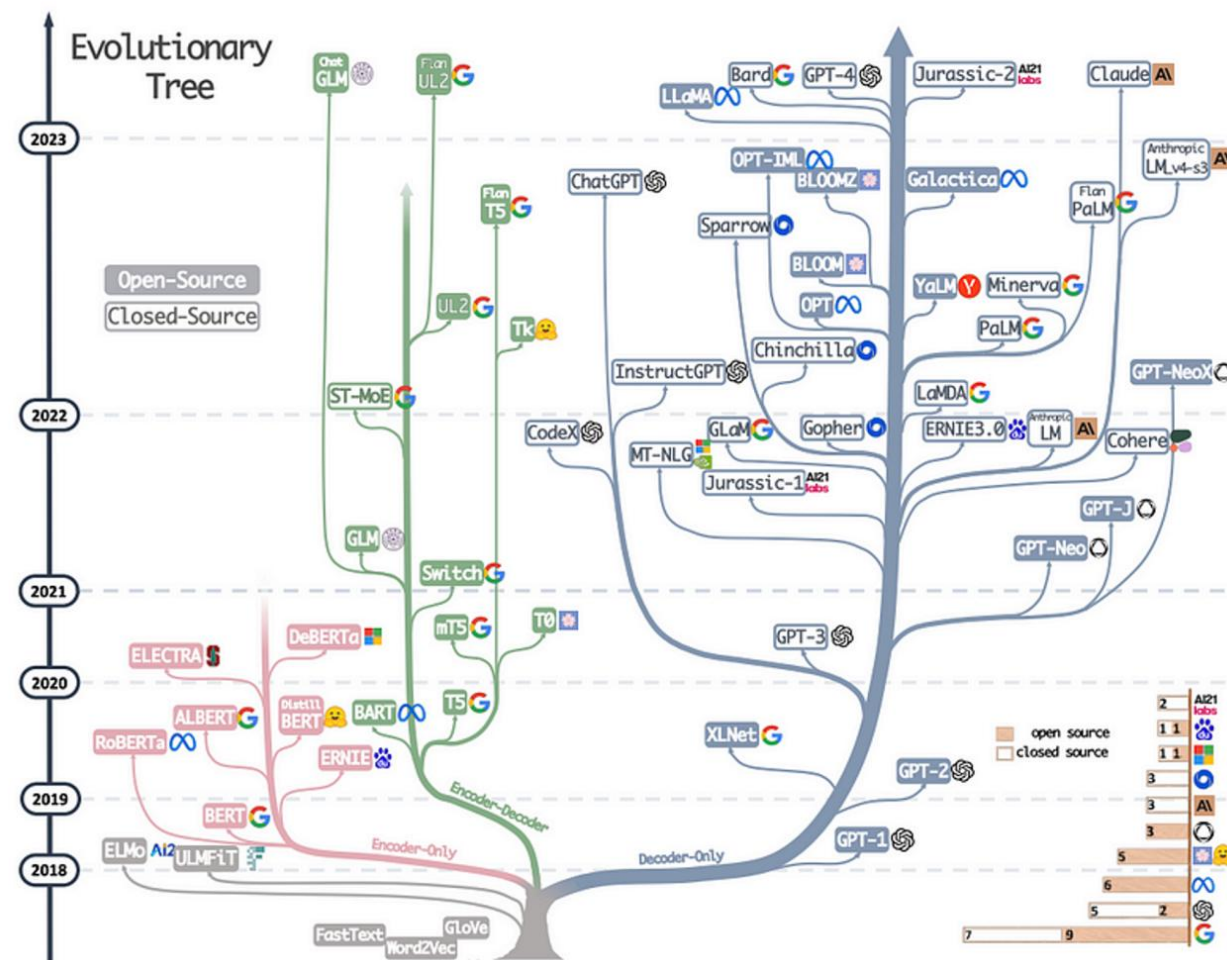 Evolutionary
Tree
2023
2022
2021
2020
2019
2018
Open-Source
Closed-Source
Chat
GLM
Flan
UL2
Flan
T5
UL2
Tk
ST-MoE
GLM
Switch
mT5
T0
T5
BART
Encoder-Decoder
DeBERTa
ELECTRA
Distill
BERT
ALBERT
RoBERTa
ERNIE
BERT
Encoder-Only
ELMo
AI2
ULMFiT
FastText
Word2Vec
GloVe
Bard
GPT-4
Jurassic-2
AI21
labs
Claude
A\
LLaMA
OPT-IML
BLOOMZ
Galactica
Anthropic
LM_v4-s3
ChatGPT
Flan
PaLM
Sparrow
BLOOM
YaLM
Y
Minerva
OPT
PaLM
Chinchilla
InstructGPT
GPT-NeoX
LaMDA
CodeX
GLaM
Gopher
ERNIE3.0
Anthropic
LM
A\
Cohere
MT-NLG
Jurassic-1
AI21
labs
GPT-J
GPT-Neo
GPT-3
XLNet
GPT-2
GPT-1
Decoder-Only
open source
closed source
2
AI21
labs
1 1
1 1
3
3
A\
3
5
6
5 2
7 9